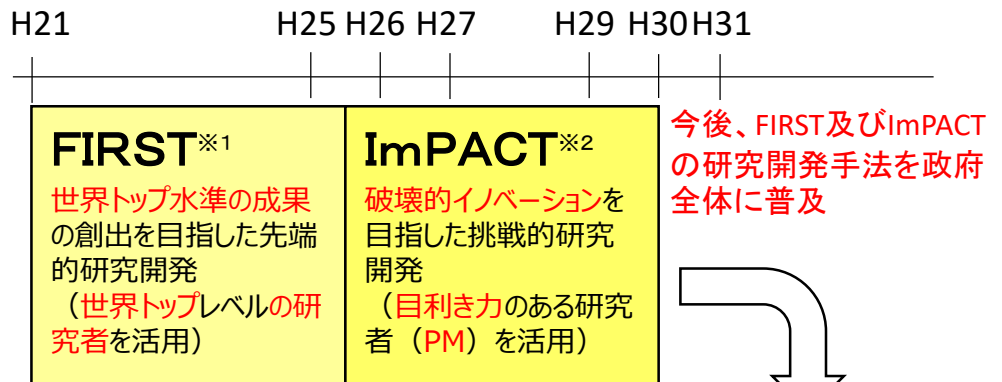 H21 H25 H26 H27 H29 H30 H31
FIRST※1
世界トップ水準の成果
の創出を目指した先端
的研究開発
（世界トップレベルの研
究者を活用）
ImPACT※2
破壊的イノベーションを
目指した挑戦的研究
開発
（目利き力のある研究
者（PM）を活用）
今後、FIRST及びImPACT
の研究開発手法を政府
全体に普及